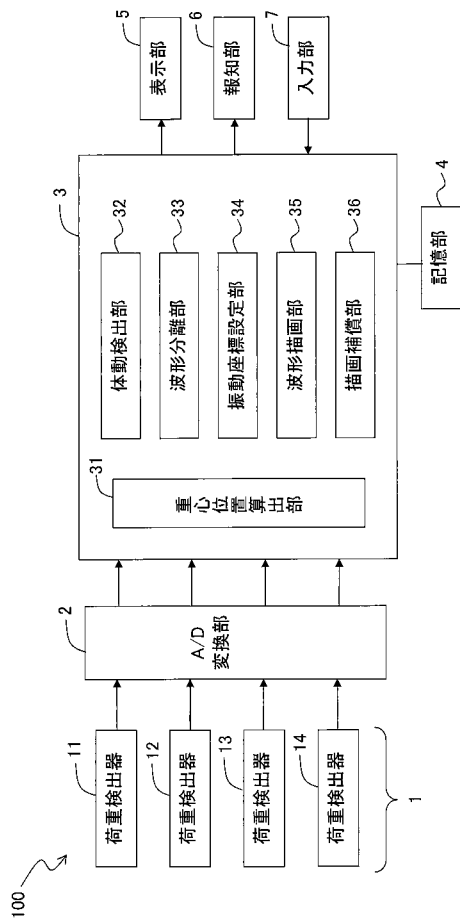 100
荷重検出器
11
荷重検出器
12
荷重検出器
13
荷重検出器
14
1
A/D
変換部
2
3
重心位置算出部
31
体動検出部
32
波形分離部
33
振動座標設定部
34
波形描画部
35
描画補償部
36
記憶部
4
表示部
5
報知部
6
入力部
7